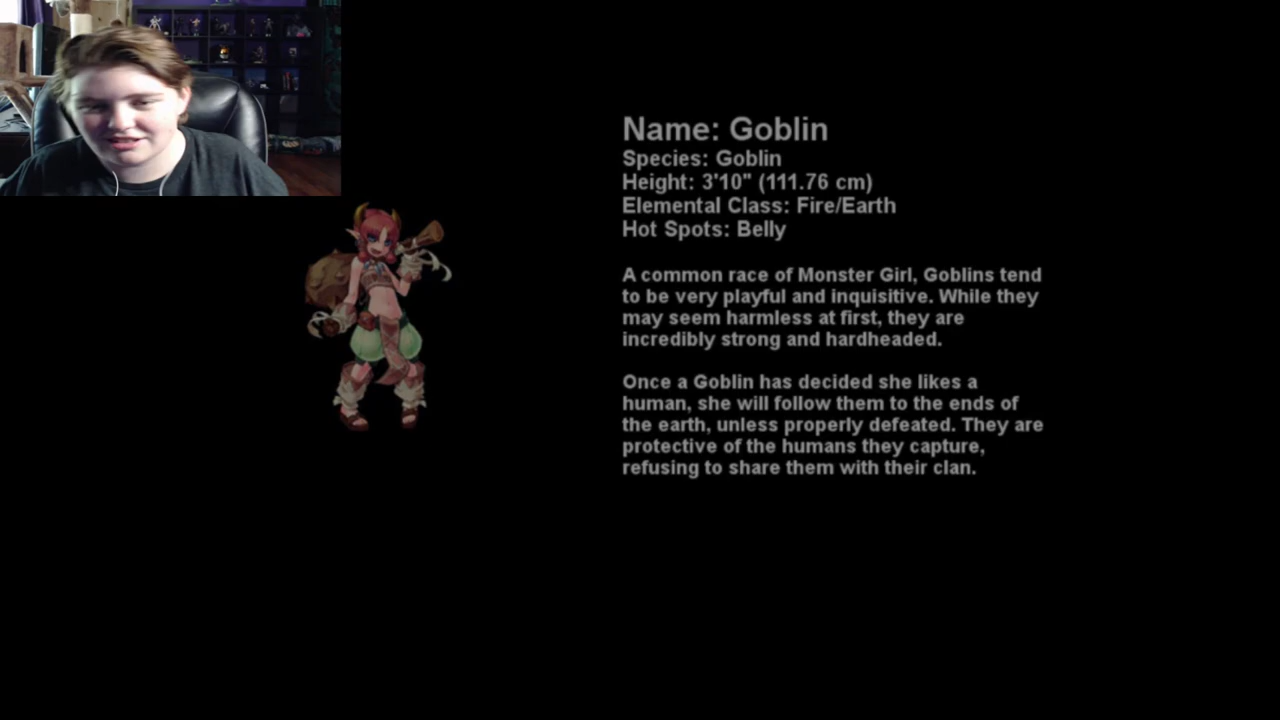 Name: Goblin
Species: Goblin
Height: 3'10" (111.76 cm)
Elemental Class: Fire/Earth
Hot Spots: Belly
A common race of Monster Girl, Goblins tend
to be very playful and inquisitive. While they
may seem harmless at first, they are
incredibly strong and hardheaded.
Once a Goblin has decided she likes a
human, she will follow them to the ends of
the earth, unless properly defeated. They are
protective of the humans they capture,
refusing to share them with their clan.